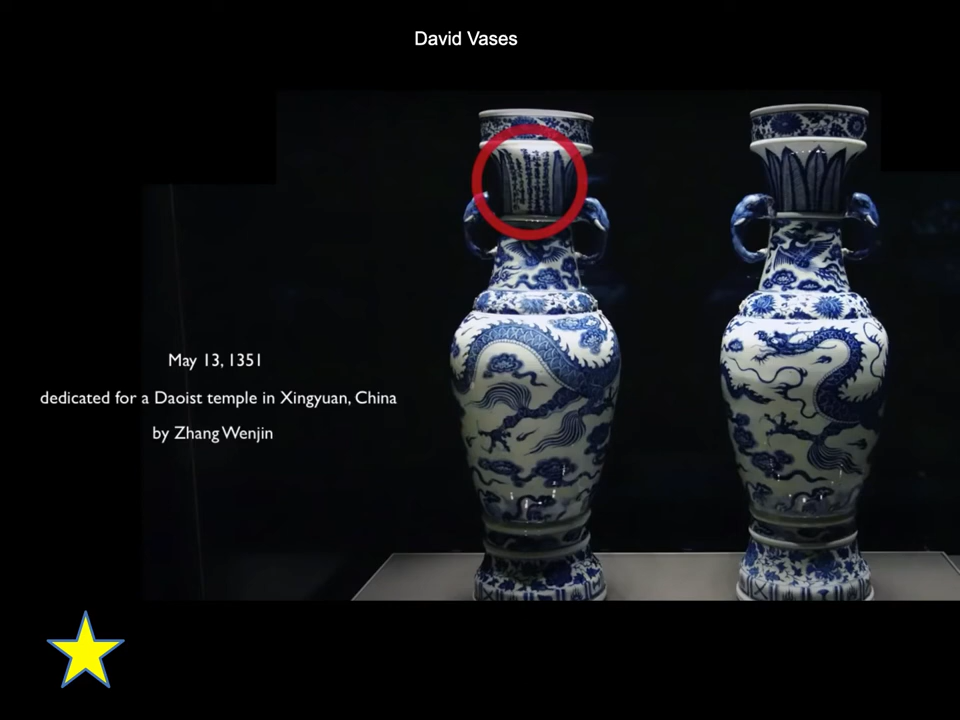 David Vases
May 13, 1351
dedicated for a Daoist temple in Xingyuan, China
by Zhang Wenjin